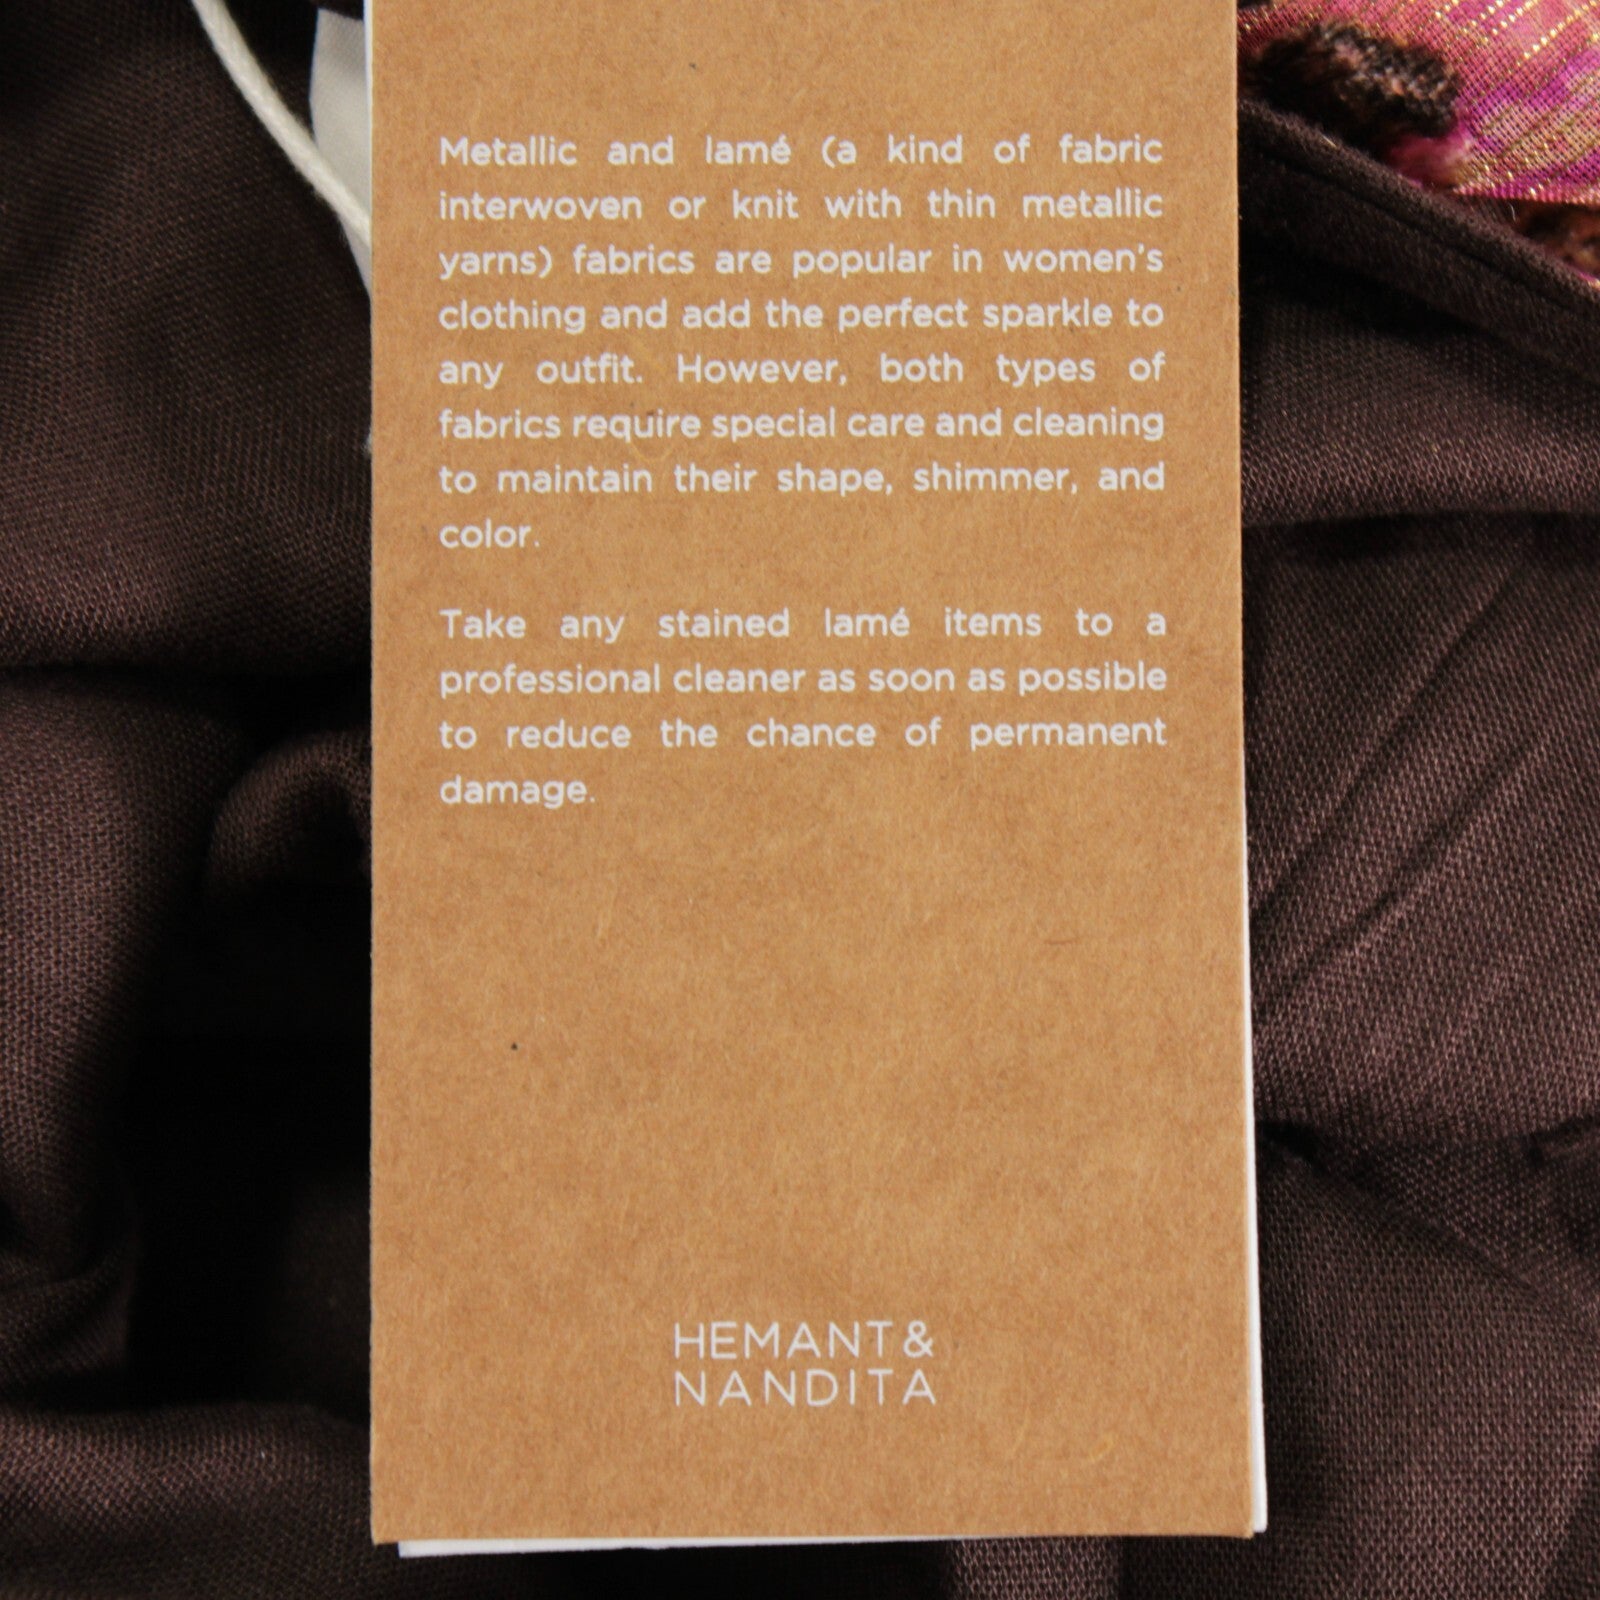 Metallic and lamé (a kind of fabric
interwoven or knit with thin metallic
yarns) fabrics are popular in women's
clothing and add the perfect sparkle to
any outfit. However, both types of
fabrics require special care and cleaning
to maintain their shape, shimmer, and
color.
Take any stained lamé items to a
professional cleaner as soon as possible
to reduce the chance of permanent
damage.
HEMANT &
NANDITA